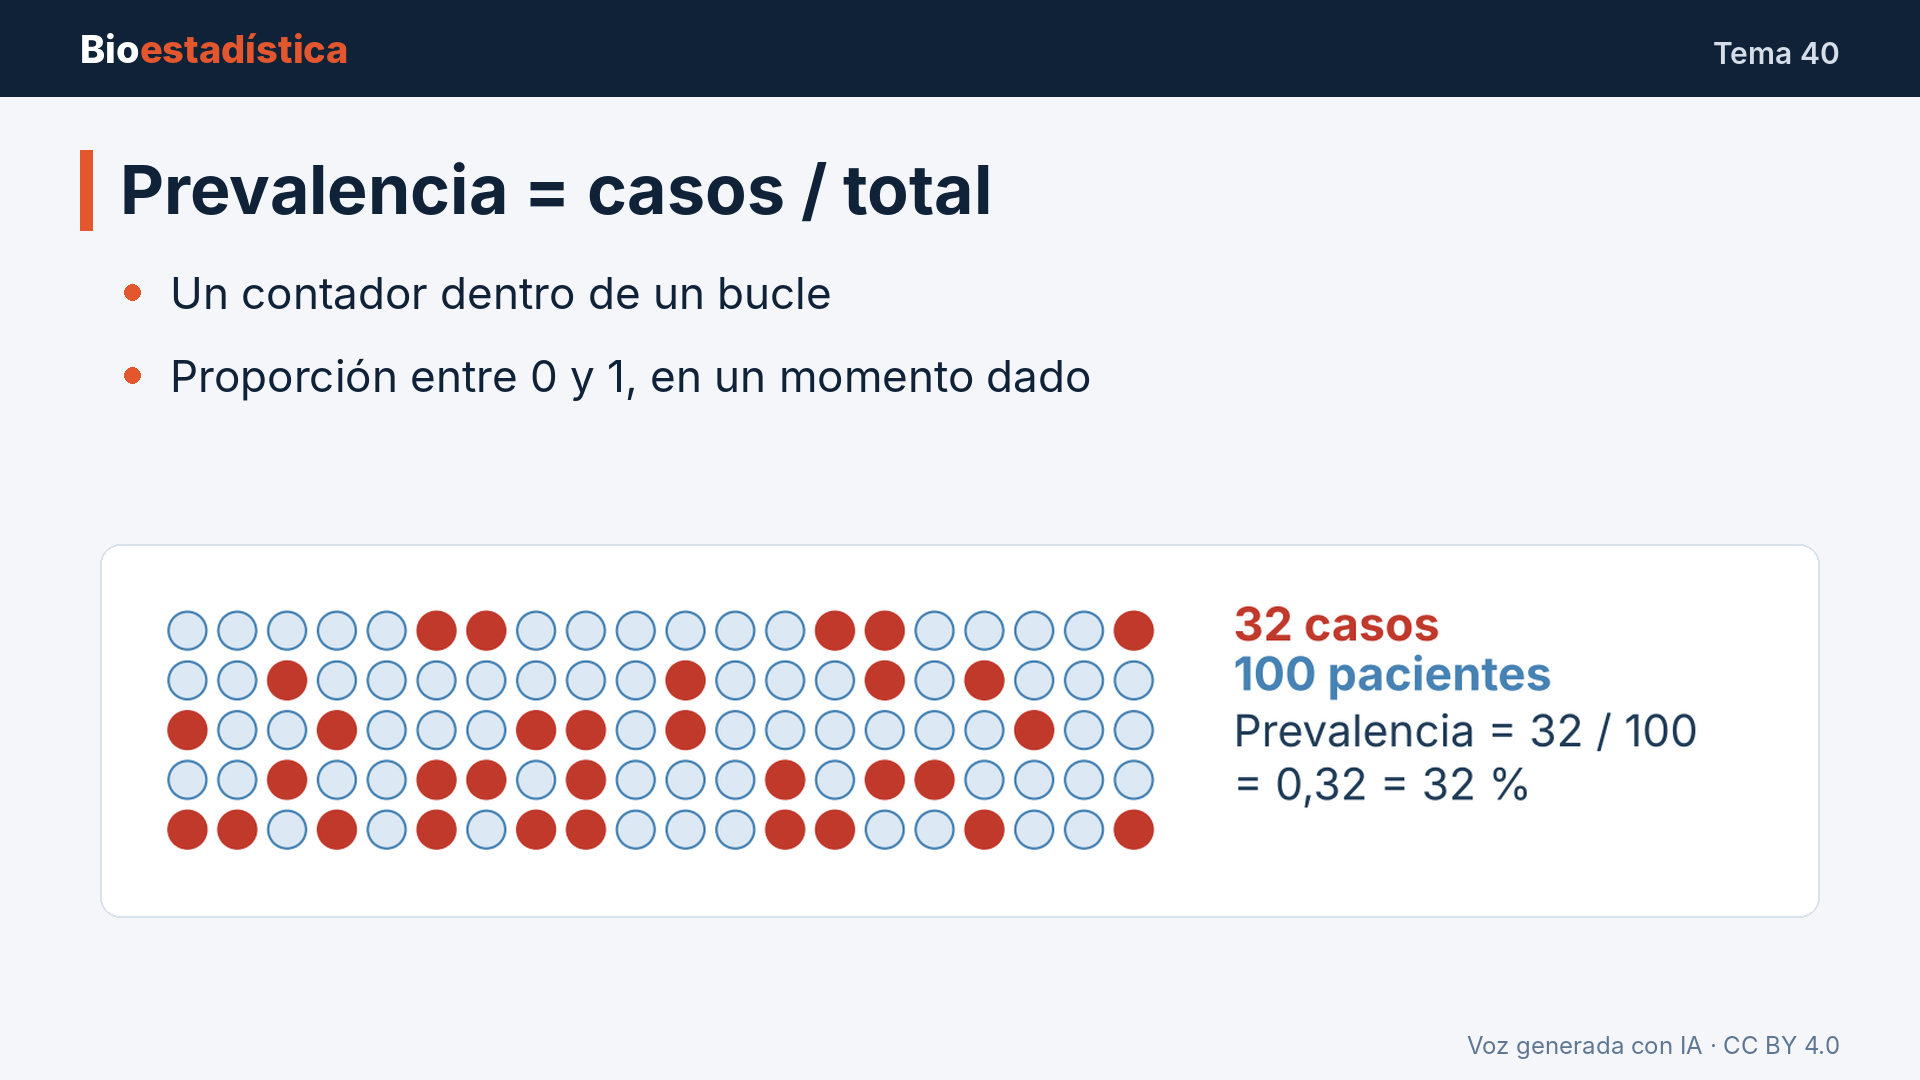 Bioestadística
Tema 40
Prevalencia = casos / total
• Un contador dentro de un bucle
• Proporción entre 0 y 1, en un momento dado
32 casos
100 pacientes
Prevalencia = 32 / 100
= 0,32 = 32 %
Voz generada con IA · CC BY 4.0